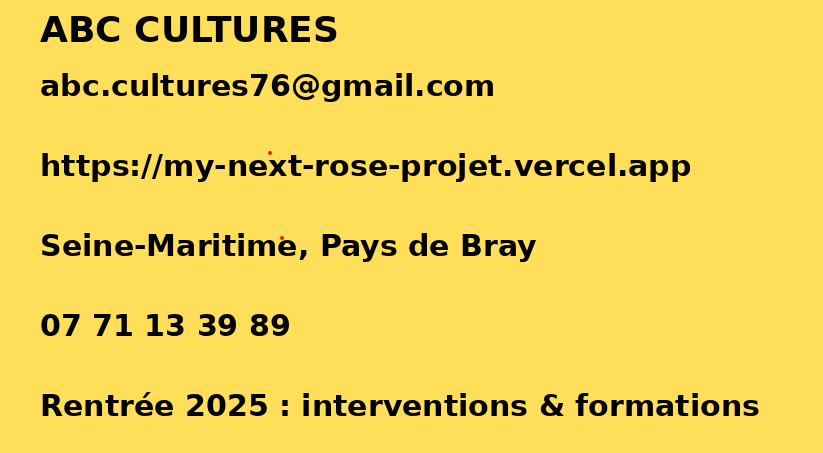 ABC CULTURES
abc.cultures76@gmail.com
https://my-next-rose-projet.vercel.app
Seine-Maritime, Pays de Bray
07 71 13 39 89
Rentrée 2025 : interventions & formations